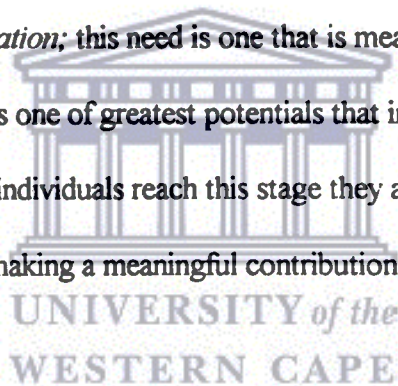 ation; this need is one that is mea
s one of greatest potentials that i
individuals reach this stage they a
naking a meaningful contribution
UNIVERSITY of the
WESTERN CAPE